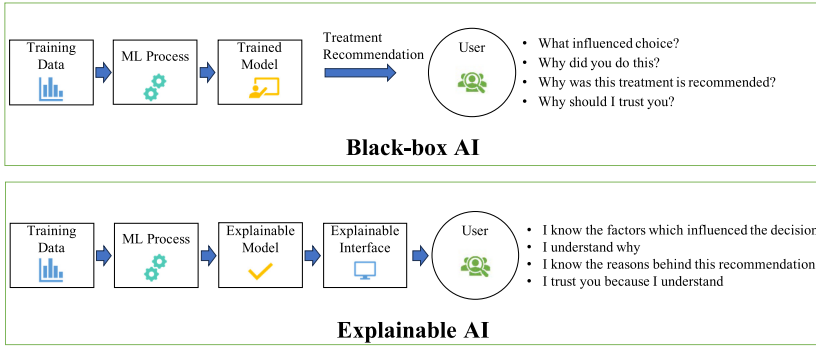 Training
Data
ML Process
Trained
Model
Treatment
Recommendation
User
• What influenced choice?
• Why did you do this?
• Why was this treatment is recommended?
• Why should I trust you?
Black-box AI
Training
Data
ML Process
Explainable
Model
Explainable
Interface
User
• I know the factors which influenced the decision
• I understand why
• I know the reasons behind this recommendation
• I trust you because I understand
Explainable AI